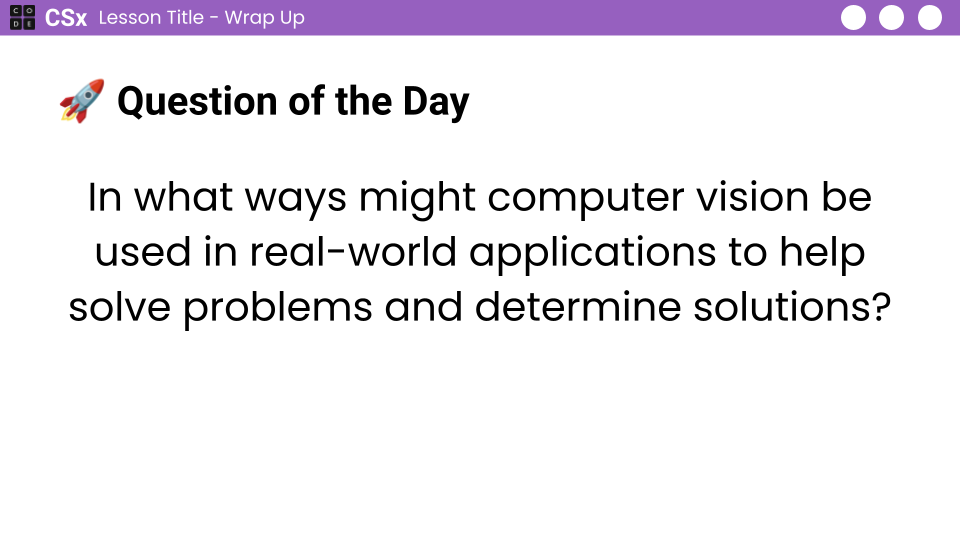 CODE CSx Lesson Title - Wrap Up
🚀 Question of the Day
In what ways might computer vision be
used in real-world applications to help
solve problems and determine solutions?